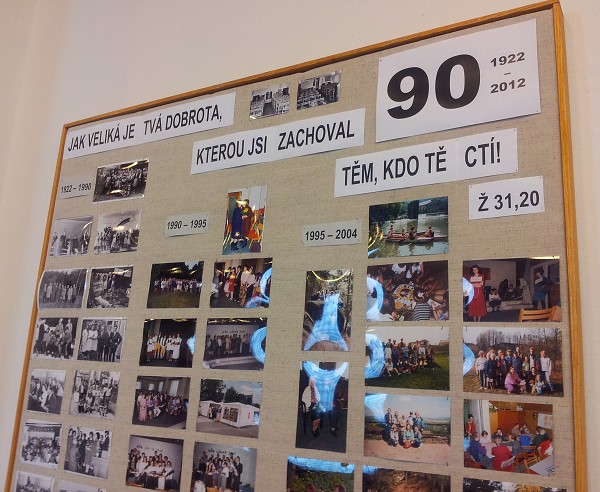 90
1922
–
2012
JAK VELIKÁ JE TVÁ DOBROTA,
KTEROU JSI ZACHOVAL
TĚM, KDO TĚ CTÍ!
Ž 31,20
1922 – 1990
1990 – 1995
1995 – 2004